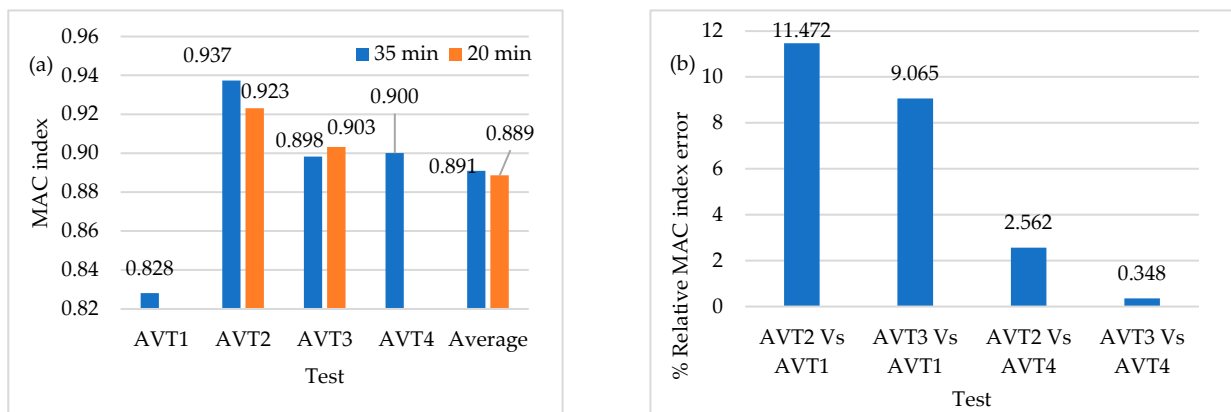 (a)
35 min 20 min
0.96
0.94
0.92
0.90
0.88
0.86
0.84
0.82
MAC index
0.828
0.937
0.923
0.898
0.903
0.900
0.891
0.889
AVT1 AVT2 AVT3 AVT4 Average
Test
(b)
12
10
8
6
4
2
0
% Relative MAC index error
11.472
9.065
2.562
0.348
AVT2 Vs AVT3 Vs AVT2 Vs AVT3 Vs
AVT1 AVT1 AVT4 AVT4
Test